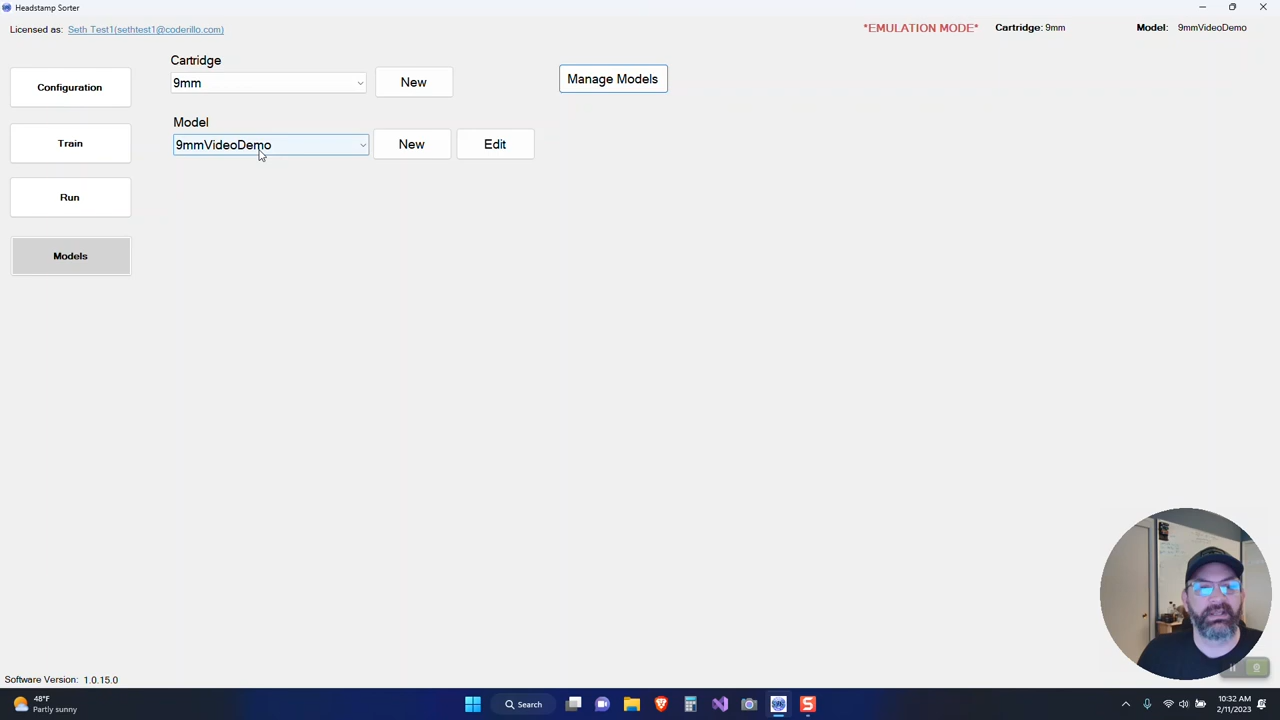 Headstamp Sorter
Licensed as: Seth Test1(sethtest1@coderillo.com)
*EMULATION MODE* Cartridge: 9mm Model: 9mmVideoDemo
Configuration
Train
Run
Models
Cartridge
9mm
New
Manage Models
Model
9mmVideoDemo
New
Edit
Software Version: 1.0.15.0
48°F
Partly sunny
Search
10:32 AM
2/11/2023